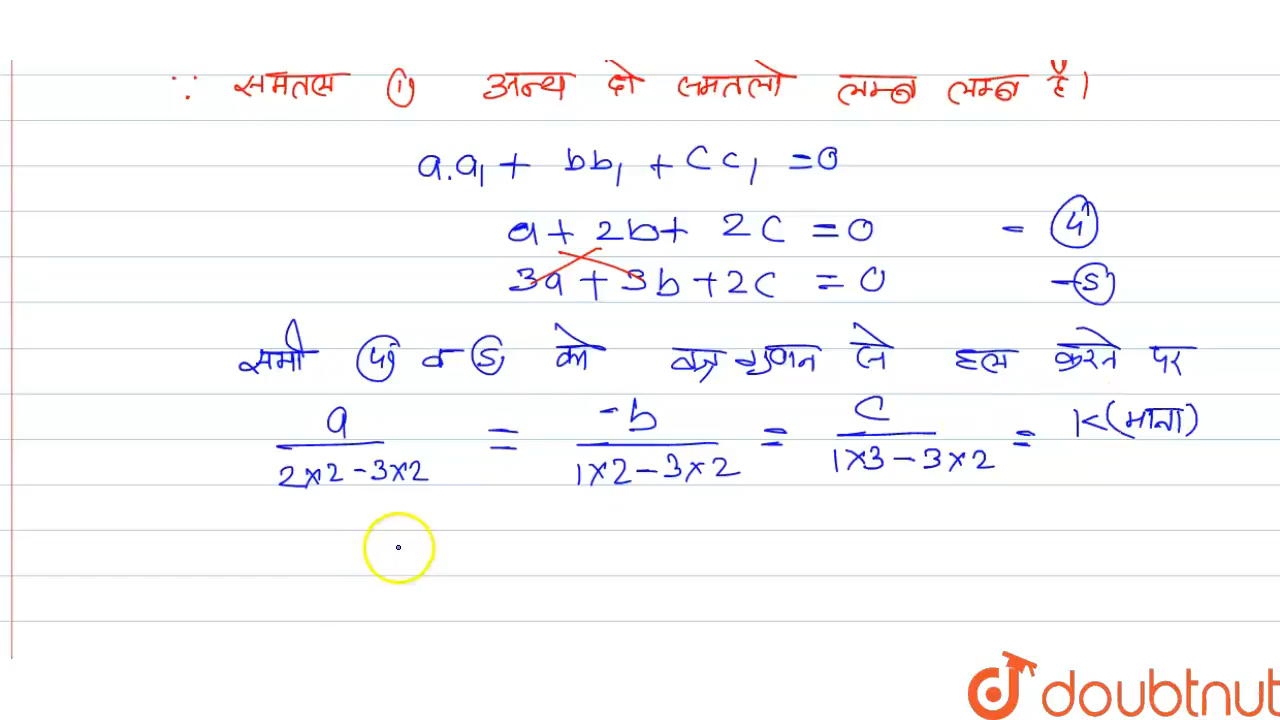 ∵ समतल (1) अन्य दो समतलो लम्ब लम्ब है।
a.a₁ + bb₁ + Cc₁ = 0
a + 2b + 2c = 0 - (4)
3a + 3b + 2c = 0 - (5)
समी (4) व (5) को वज्र गुणन से हल करने पर
a/(2×2-3×2) = -b/(1×2-3×2) = c/(1×3-3×2) = K(माना)
doubtnut